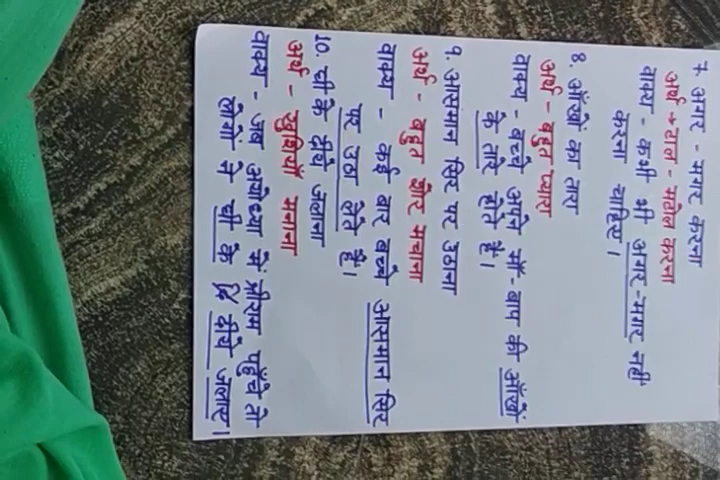 7. अगर - मगर करना
अर्थ → टाल - मटोल करना
वाक्य - कभी भी अगर-मगर नहीं
करना चाहिए।
8. आँखों का तारा
अर्थ - बहुत प्यारा
वाक्य - बच्चे अपने माँ-बाप की आँखों
के तारे होते हैं।
9. आसमान सिर पर उठाना
अर्थ - बहुत शोर मचाना
वाक्य - कई बार बच्चे आसमान सिर
पर उठा लेते हैं।
10. घी के दीये जलाना
अर्थ - खुशियाँ मनाना
वाक्य - जब अयोध्या में श्रीराम पहुँचे तो
लोगों ने घी के दीये जलाए।